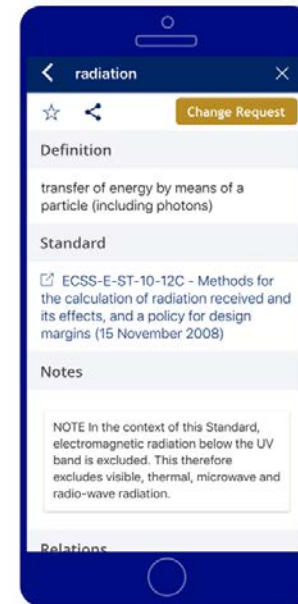 radiation
Change Request
Definition
transfer of energy by means of a
particle (including photons)
Standard
ECSS-E-ST-10-12C - Methods for
the calculation of radiation received and
its effects, and a policy for design
margins (15 November 2008)
Notes
NOTE In the context of this Standard,
electromagnetic radiation below the UV
band is excluded. This therefore
excludes visible, thermal, microwave and
radio-wave radiation.
Relations